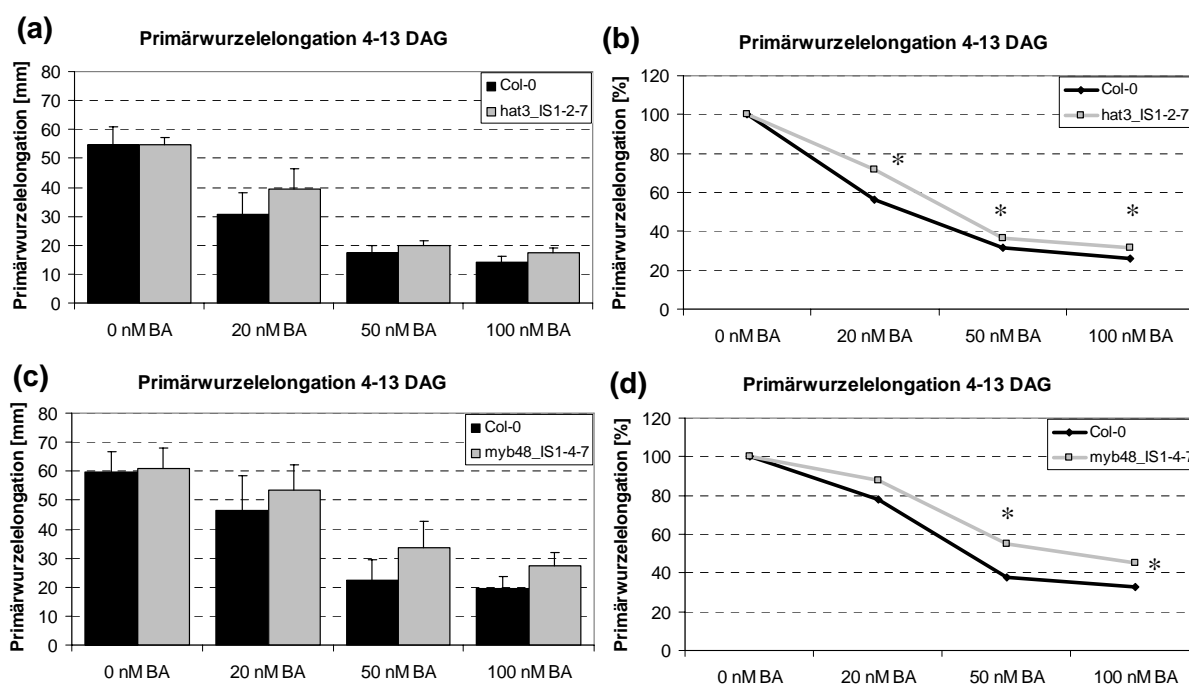 (a)
Primärwurzelelongation 4-13 DAG
Primärwurzelelongation [mm]
80
70
60
50
40
30
20
10
0
Col-0
hat3_IS1-2-7
0 nM BA
20 nM BA
50 nM BA
100 nM BA
(b)
Primärwurzelelongation 4-13 DAG
Primärwurzelelongation [%]
120
100
80
60
40
20
0
Col-0
hat3_IS1-2-7
*
*
*
0 nM BA
20 nM BA
50 nM BA
100 nM BA
(c)
Primärwurzelelongation 4-13 DAG
Primärwurzelelongation [mm]
80
70
60
50
40
30
20
10
0
Col-0
myb48_IS1-4-7
0 nM BA
20 nM BA
50 nM BA
100 nM BA
(d)
Primärwurzelelongation 4-13 DAG
Primärwurzelelongation [%]
120
100
80
60
40
20
0
Col-0
myb48_IS1-4-7
*
*
0 nM BA
20 nM BA
50 nM BA
100 nM BA